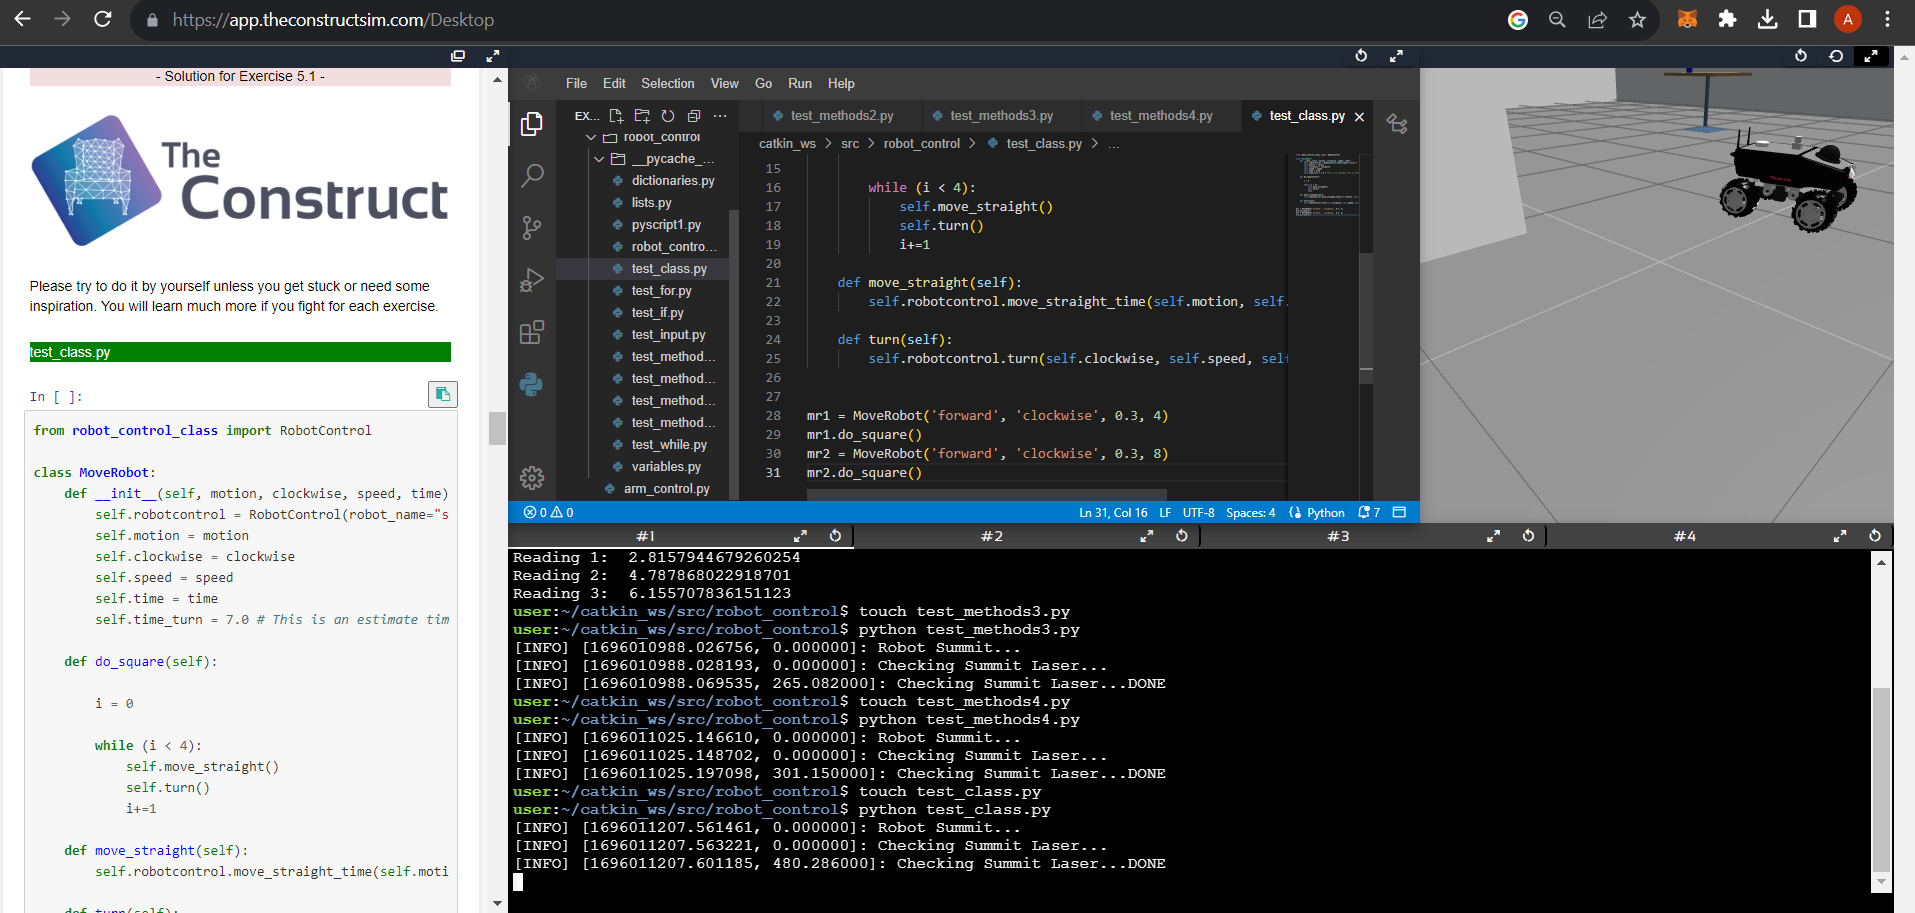 https://app.theconstructsim.com/Desktop
A
- Solution for Exercise 5.1 -
The
Construct
Please try to do it by yourself unless you get stuck or need some
inspiration. You will learn much more if you fight for each exercise.
test_class.py
In [ ]:
from robot_control_class import RobotControl
class MoveRobot:
def __init__(self, motion, clockwise, speed, time)
self.robotcontrol = RobotControl(robot_name="s
self.motion = motion
self.clockwise = clockwise
self.speed = speed
self.time = time
self.time_turn = 7.0 # This is an estimate tim
def do_square(self):
i = 0
while (i < 4):
self.move_straight()
self.turn()
i+=1
def move_straight(self):
self.robotcontrol.move_straight_time(self.moti
def turn(self):
File Edit Selection View Go Run Help
EX...
robot_control
__pycache_...
dictionaries.py
lists.py
pyscript1.py
robot_contro...
test_class.py
test_for.py
test_if.py
test_input.py
test_method...
test_method...
test_method...
test_method...
test_while.py
variables.py
arm_control.py
test_methods2.py test_methods3.py test_methods4.py test_class.py
catkin_ws > src > robot_control > test_class.py > ...
15
16 while (i < 4):
17 self.move_straight()
18 self.turn()
19 i+=1
20
21 def move_straight(self):
22 self.robotcontrol.move_straight_time(self.motion, self.
23
24 def turn(self):
25 self.robotcontrol.turn(self.clockwise, self.speed, self
26
27
28 mr1 = MoveRobot('forward', 'clockwise', 0.3, 4)
29 mr1.do_square()
30 mr2 = MoveRobot('forward', 'clockwise', 0.3, 8)
31 mr2.do_square()
0 0 Ln 31, Col 16 LF UTF-8 Spaces: 4 Python 7
#1 #2 #3 #4
Reading 1: 2.8157944679260254
Reading 2: 4.787868022918701
Reading 3: 6.155707836151123
user:~/catkin_ws/src/robot_control$ touch test_methods3.py
user:~/catkin_ws/src/robot_control$ python test_methods3.py
[INFO] [1696010988.026756, 0.000000]: Robot Summit...
[INFO] [1696010988.028193, 0.000000]: Checking Summit Laser...
[INFO] [1696010988.069535, 265.082000]: Checking Summit Laser...DONE
user:~/catkin_ws/src/robot_control$ touch test_methods4.py
user:~/catkin_ws/src/robot_control$ python test_methods4.py
[INFO] [1696011025.146610, 0.000000]: Robot Summit...
[INFO] [1696011025.148702, 0.000000]: Checking Summit Laser...
[INFO] [1696011025.197098, 301.150000]: Checking Summit Laser...DONE
user:~/catkin_ws/src/robot_control$ touch test_class.py
user:~/catkin_ws/src/robot_control$ python test_class.py
[INFO] [1696011207.561461, 0.000000]: Robot Summit...
[INFO] [1696011207.563221, 0.000000]: Checking Summit Laser...
[INFO] [1696011207.601185, 480.286000]: Checking Summit Laser...DONE